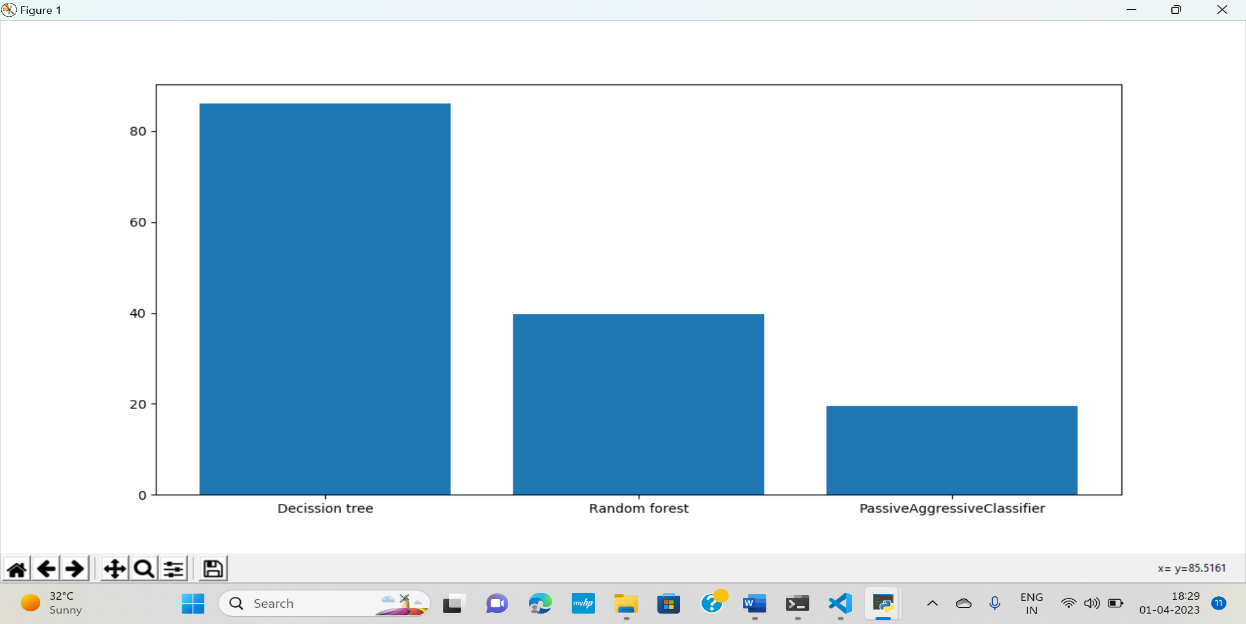 Figure 1
80
60
40
20
0
Decission tree
Random forest
PassiveAggressiveClassifier
x= y=85.5161
32°C
Sunny
Search
myhp
W
?
ENG
IN
18:29
01-04-2023
11